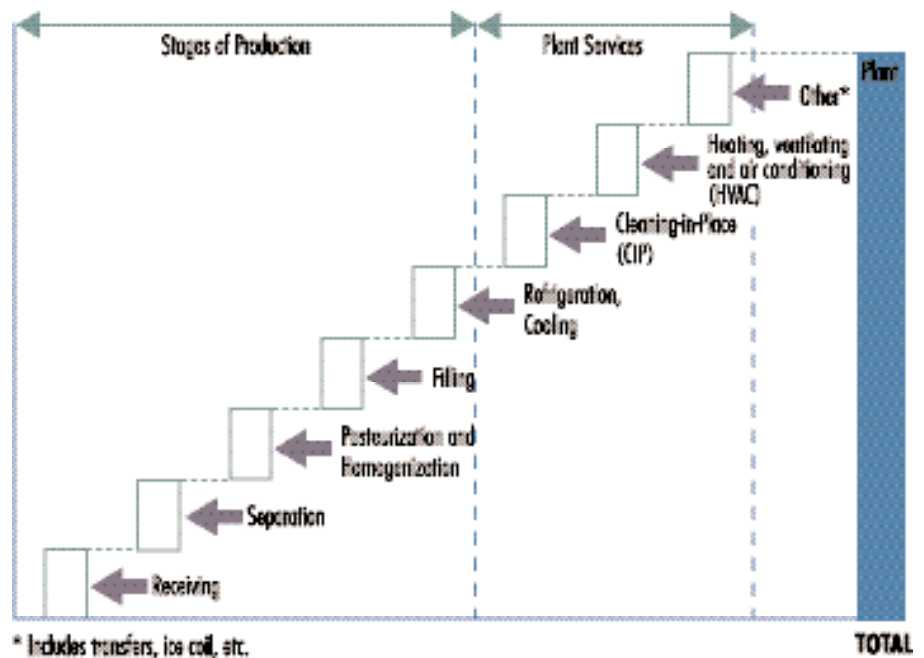 Stages of Production
Plant Services
Plant
Other*
Heating, ventilating
and air conditioning
(HVAC)
Cleaning-in-Place
(CIP)
Refrigeration,
Cooling
Filling
Pasteurization and
Homogenization
Separation
Receiving
* Includes transfers, ice coil, etc.
TOTAL